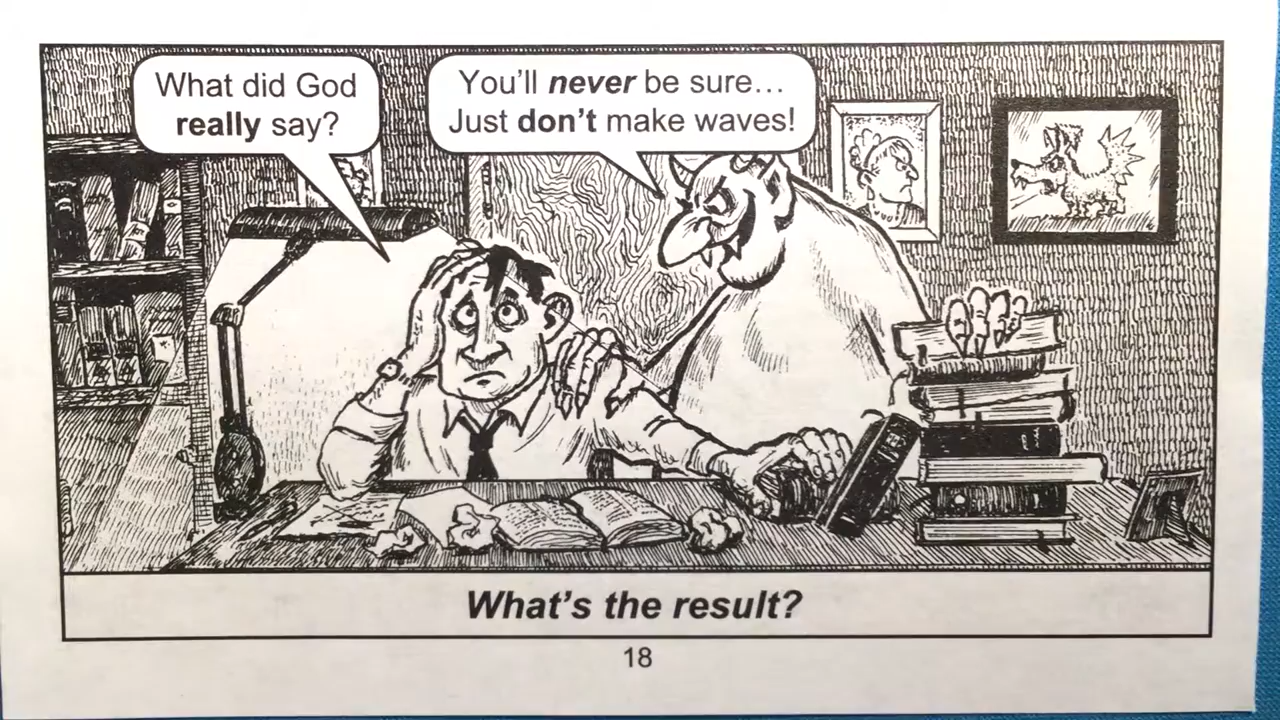 What did God
really say?
You'll never be sure...
Just don't make waves!
What's the result?
18